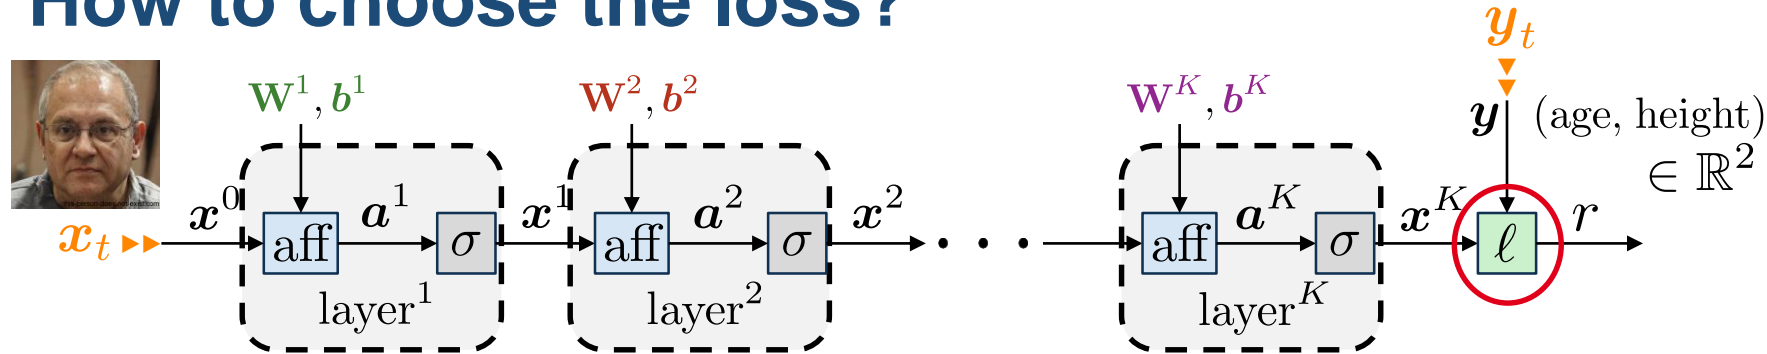 How to choose the loss?
y_t
W^1, b^1
W^2, b^2
W^K, b^K
y (age, height)
∈ ℝ^2
x_t x^0 aff a^1 σ x^1 aff a^2 σ x^2 · · · aff a^K σ x^K ℓ r
layer^1
layer^2
layer^K